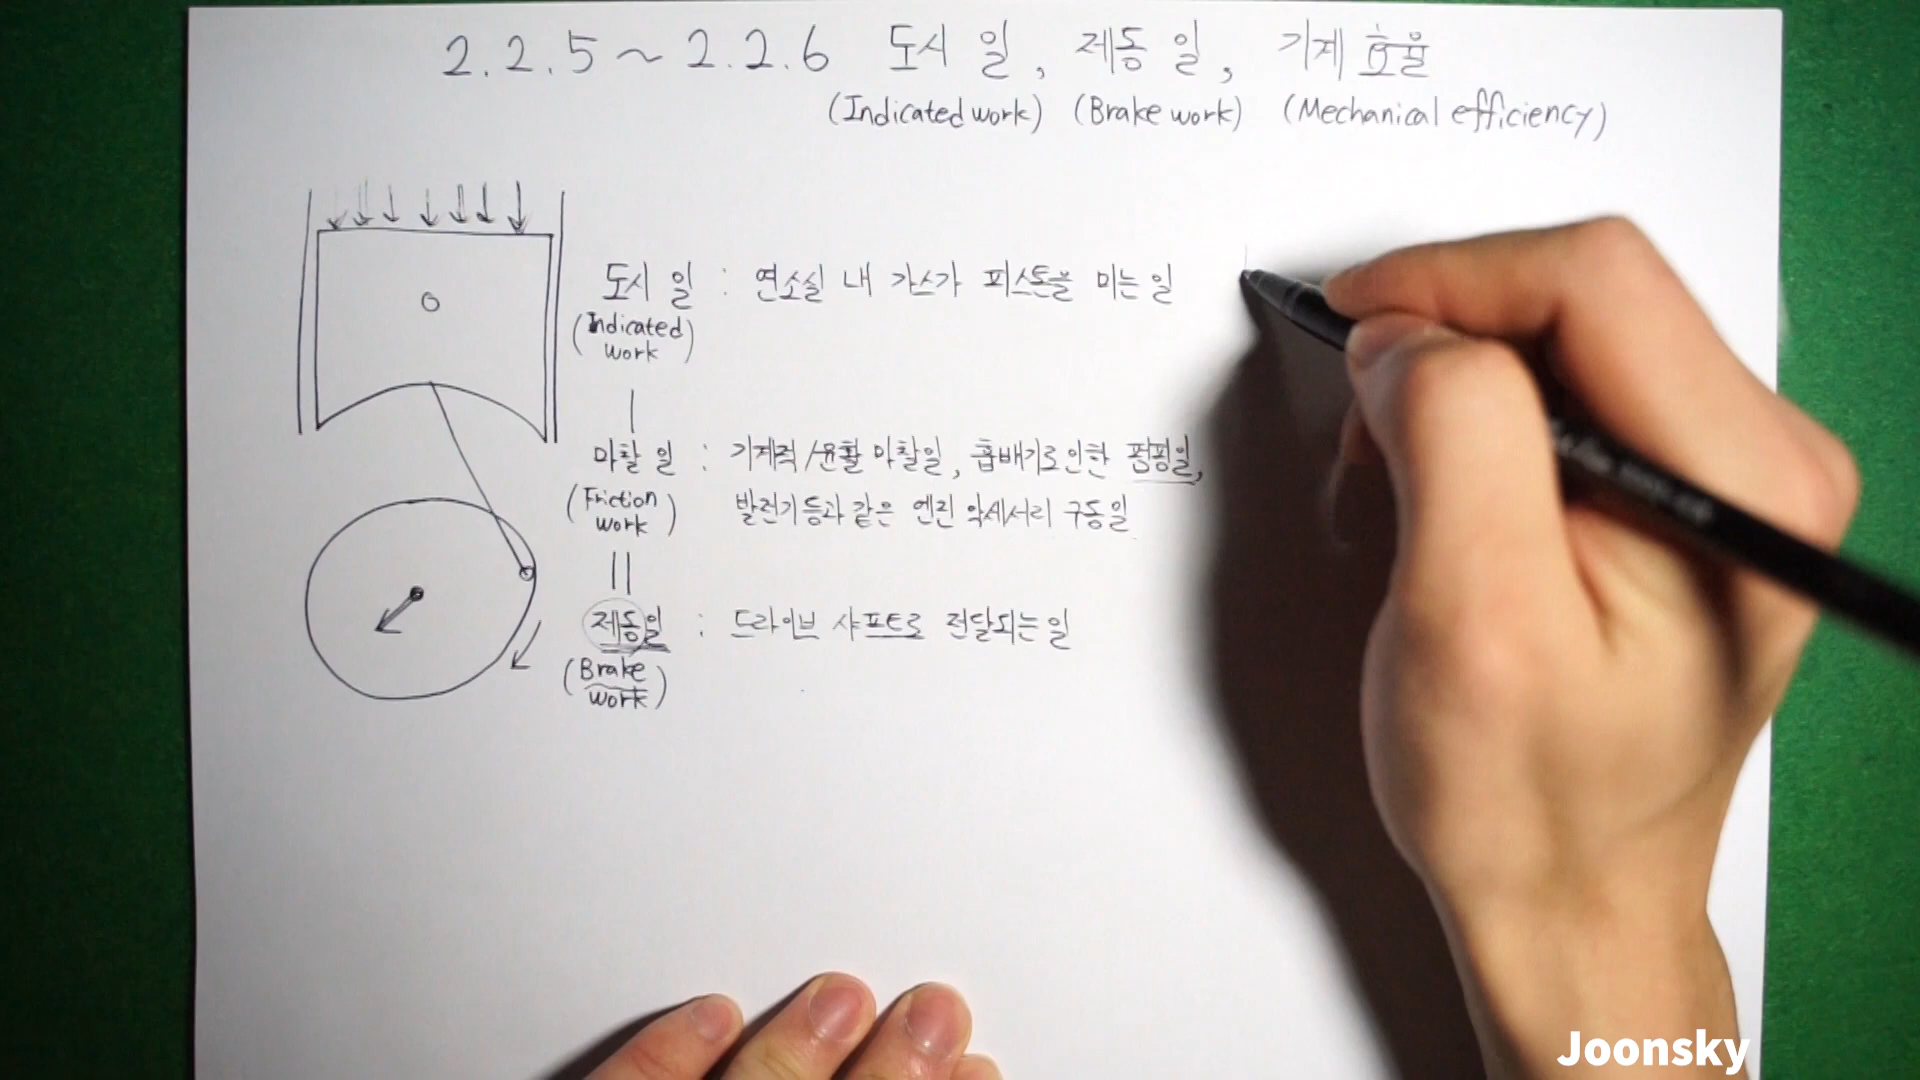 2.2.5 ~ 2.2.6 도시 일, 제동 일, 기계 효율
(Indicated work) (Brake work) (Mechanical efficiency)
도시 일 : 연소실 내 가스가 피스톤을 미는 일
(Indicated work)
|
마찰 일 : 기계적/윤활 마찰일, 흡배기로 인한 펌핑일,
(Friction work)
발전기 등과 같은 엔진 악세서리 구동일
||
제동일 : 드라이브 샤프트로 전달되는 일
(Brake work)
Joonsky